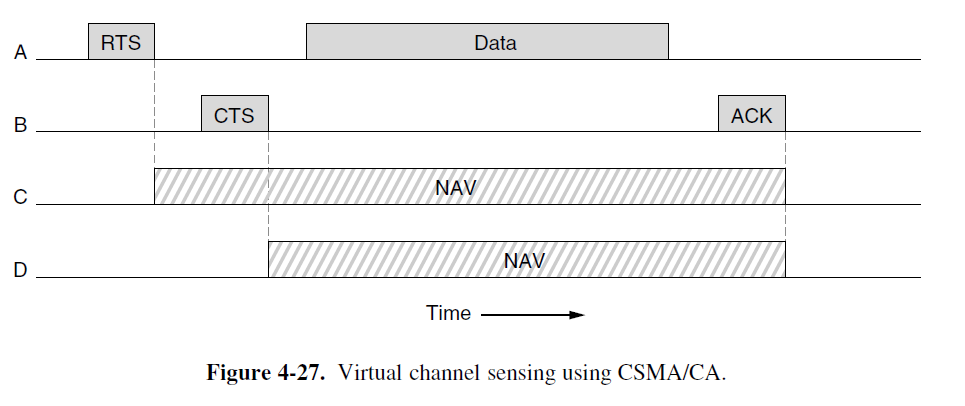 A RTS Data
B CTS ACK
C NAV
D NAV
Time
Figure 4-27. Virtual channel sensing using CSMA/CA.